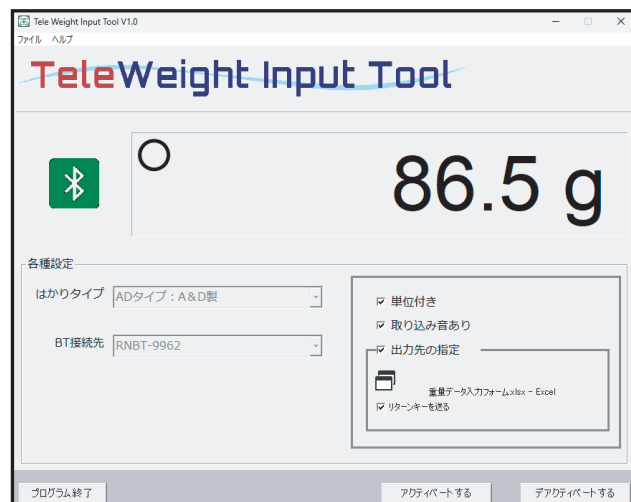 Tele Weight Input Tool V1.0
ファイル ヘルプ
TeleWeight Input Tool
86.5 g
各種設定
はかりタイプ ADタイプ：A＆D製
BT接続先 RNBT-9962
単位付き
取り込み音あり
出力先の指定
重量データ入力フォーム.xlsx - Excel
リターンキーを送る
プログラム終了 アクティベートする デアクティベートする